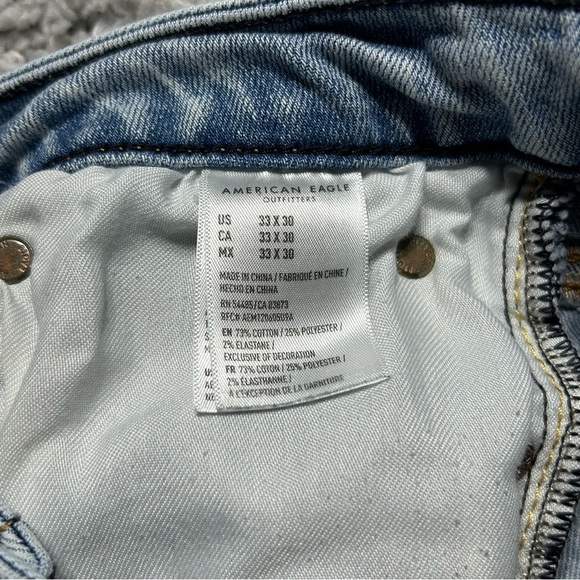 AMERICAN EAGLE
OUTFITTERS
US 33 X 30
CA 33 X 30
MX 33 X 30
MADE IN CHINA / FABRIQUÉ EN CHINE /
HECHO EN CHINA
RN 54485/CA 03873
RFC# AEM120605U9A
EN 73% COTTON / 25% POLYESTER /
2% ELASTANE /
EXCLUSIVE OF DECORATION
FR 73% COTON / 25% POLYESTER /
2% ÉLASTHANNE /
À L'EXCEPTION DE LA GARNITURE